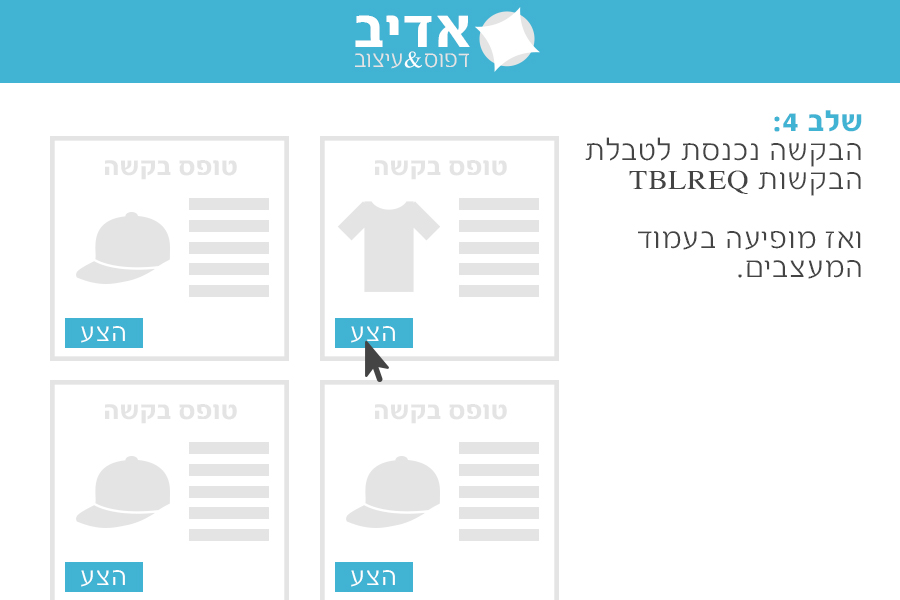 אדיב
דפוס&עיצוב
שלב 4:
הבקשה נכנסת לטבלת
הבקשות TBLREQ
ואז מופיעה בעמוד
המעצבים.
טופס בקשה
הצע
טופס בקשה
הצע
טופס בקשה
הצע
טופס בקשה
הצע